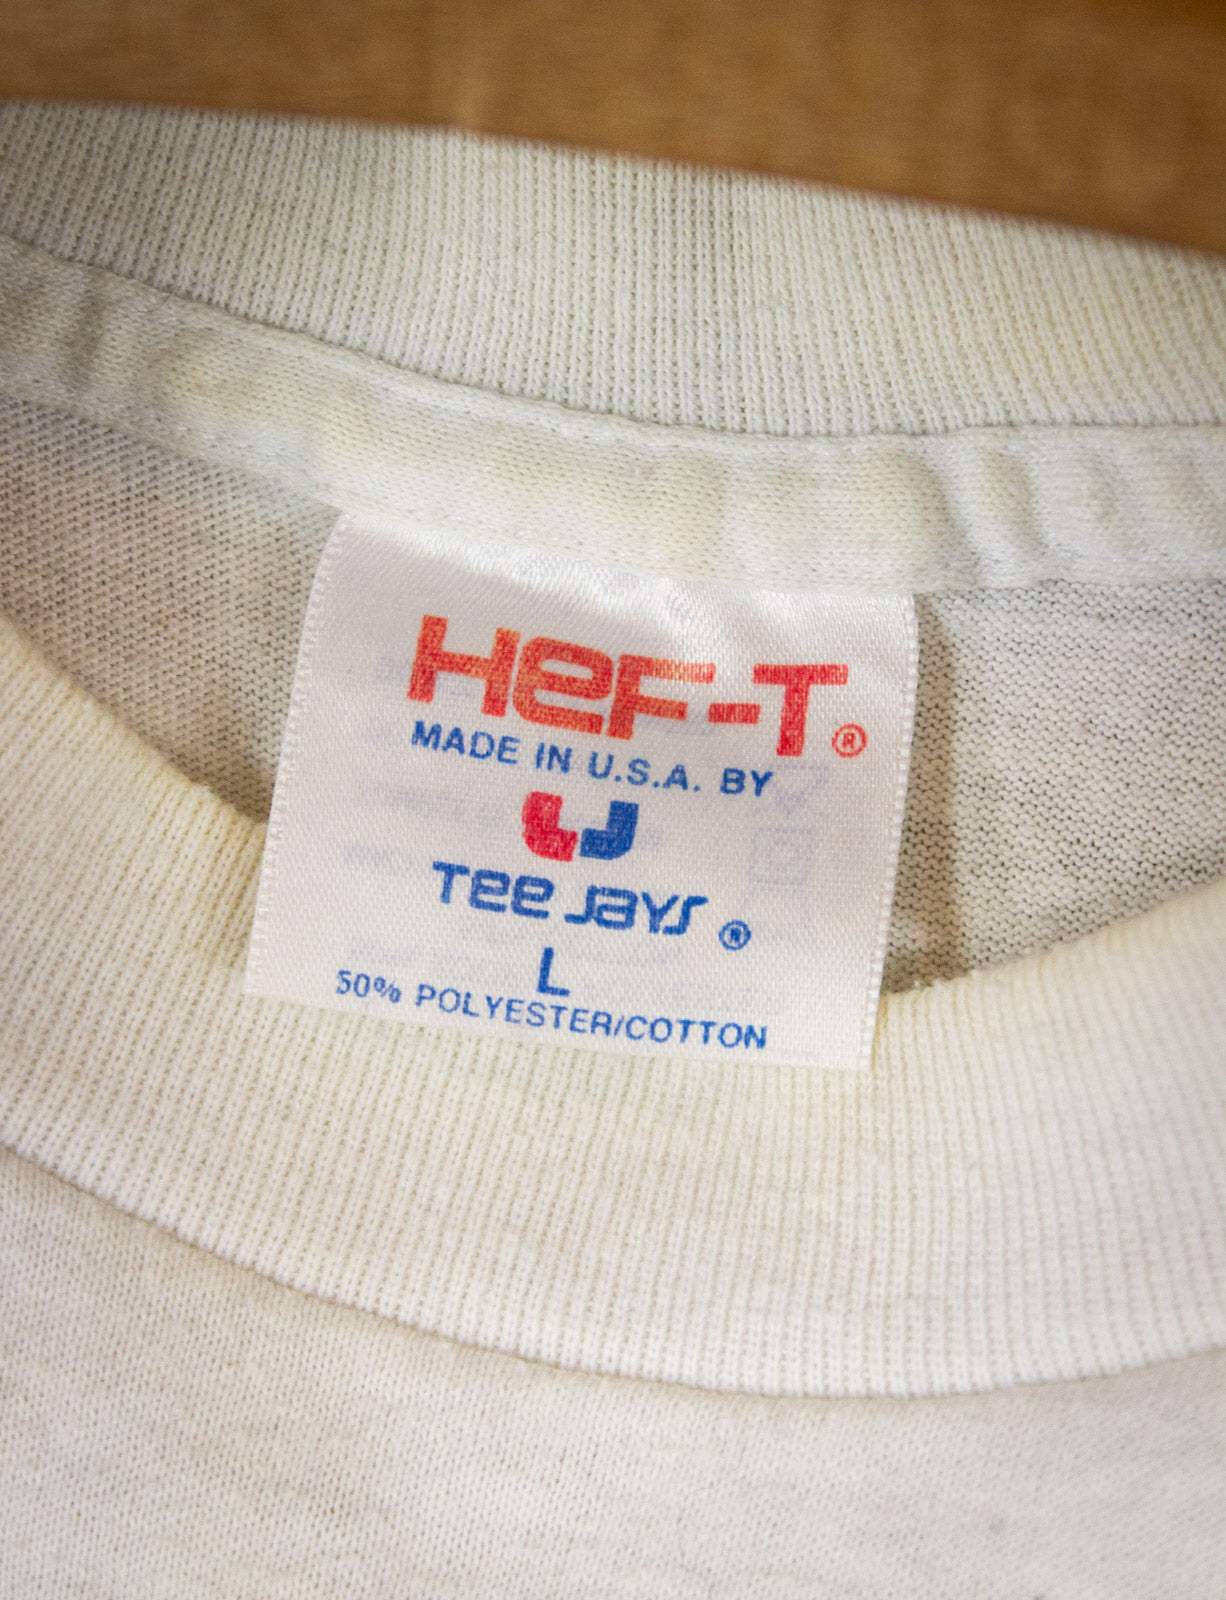 HeF-T®
MADE IN U.S.A. BY
Tee Jays®
L
50% POLYESTER/COTTON